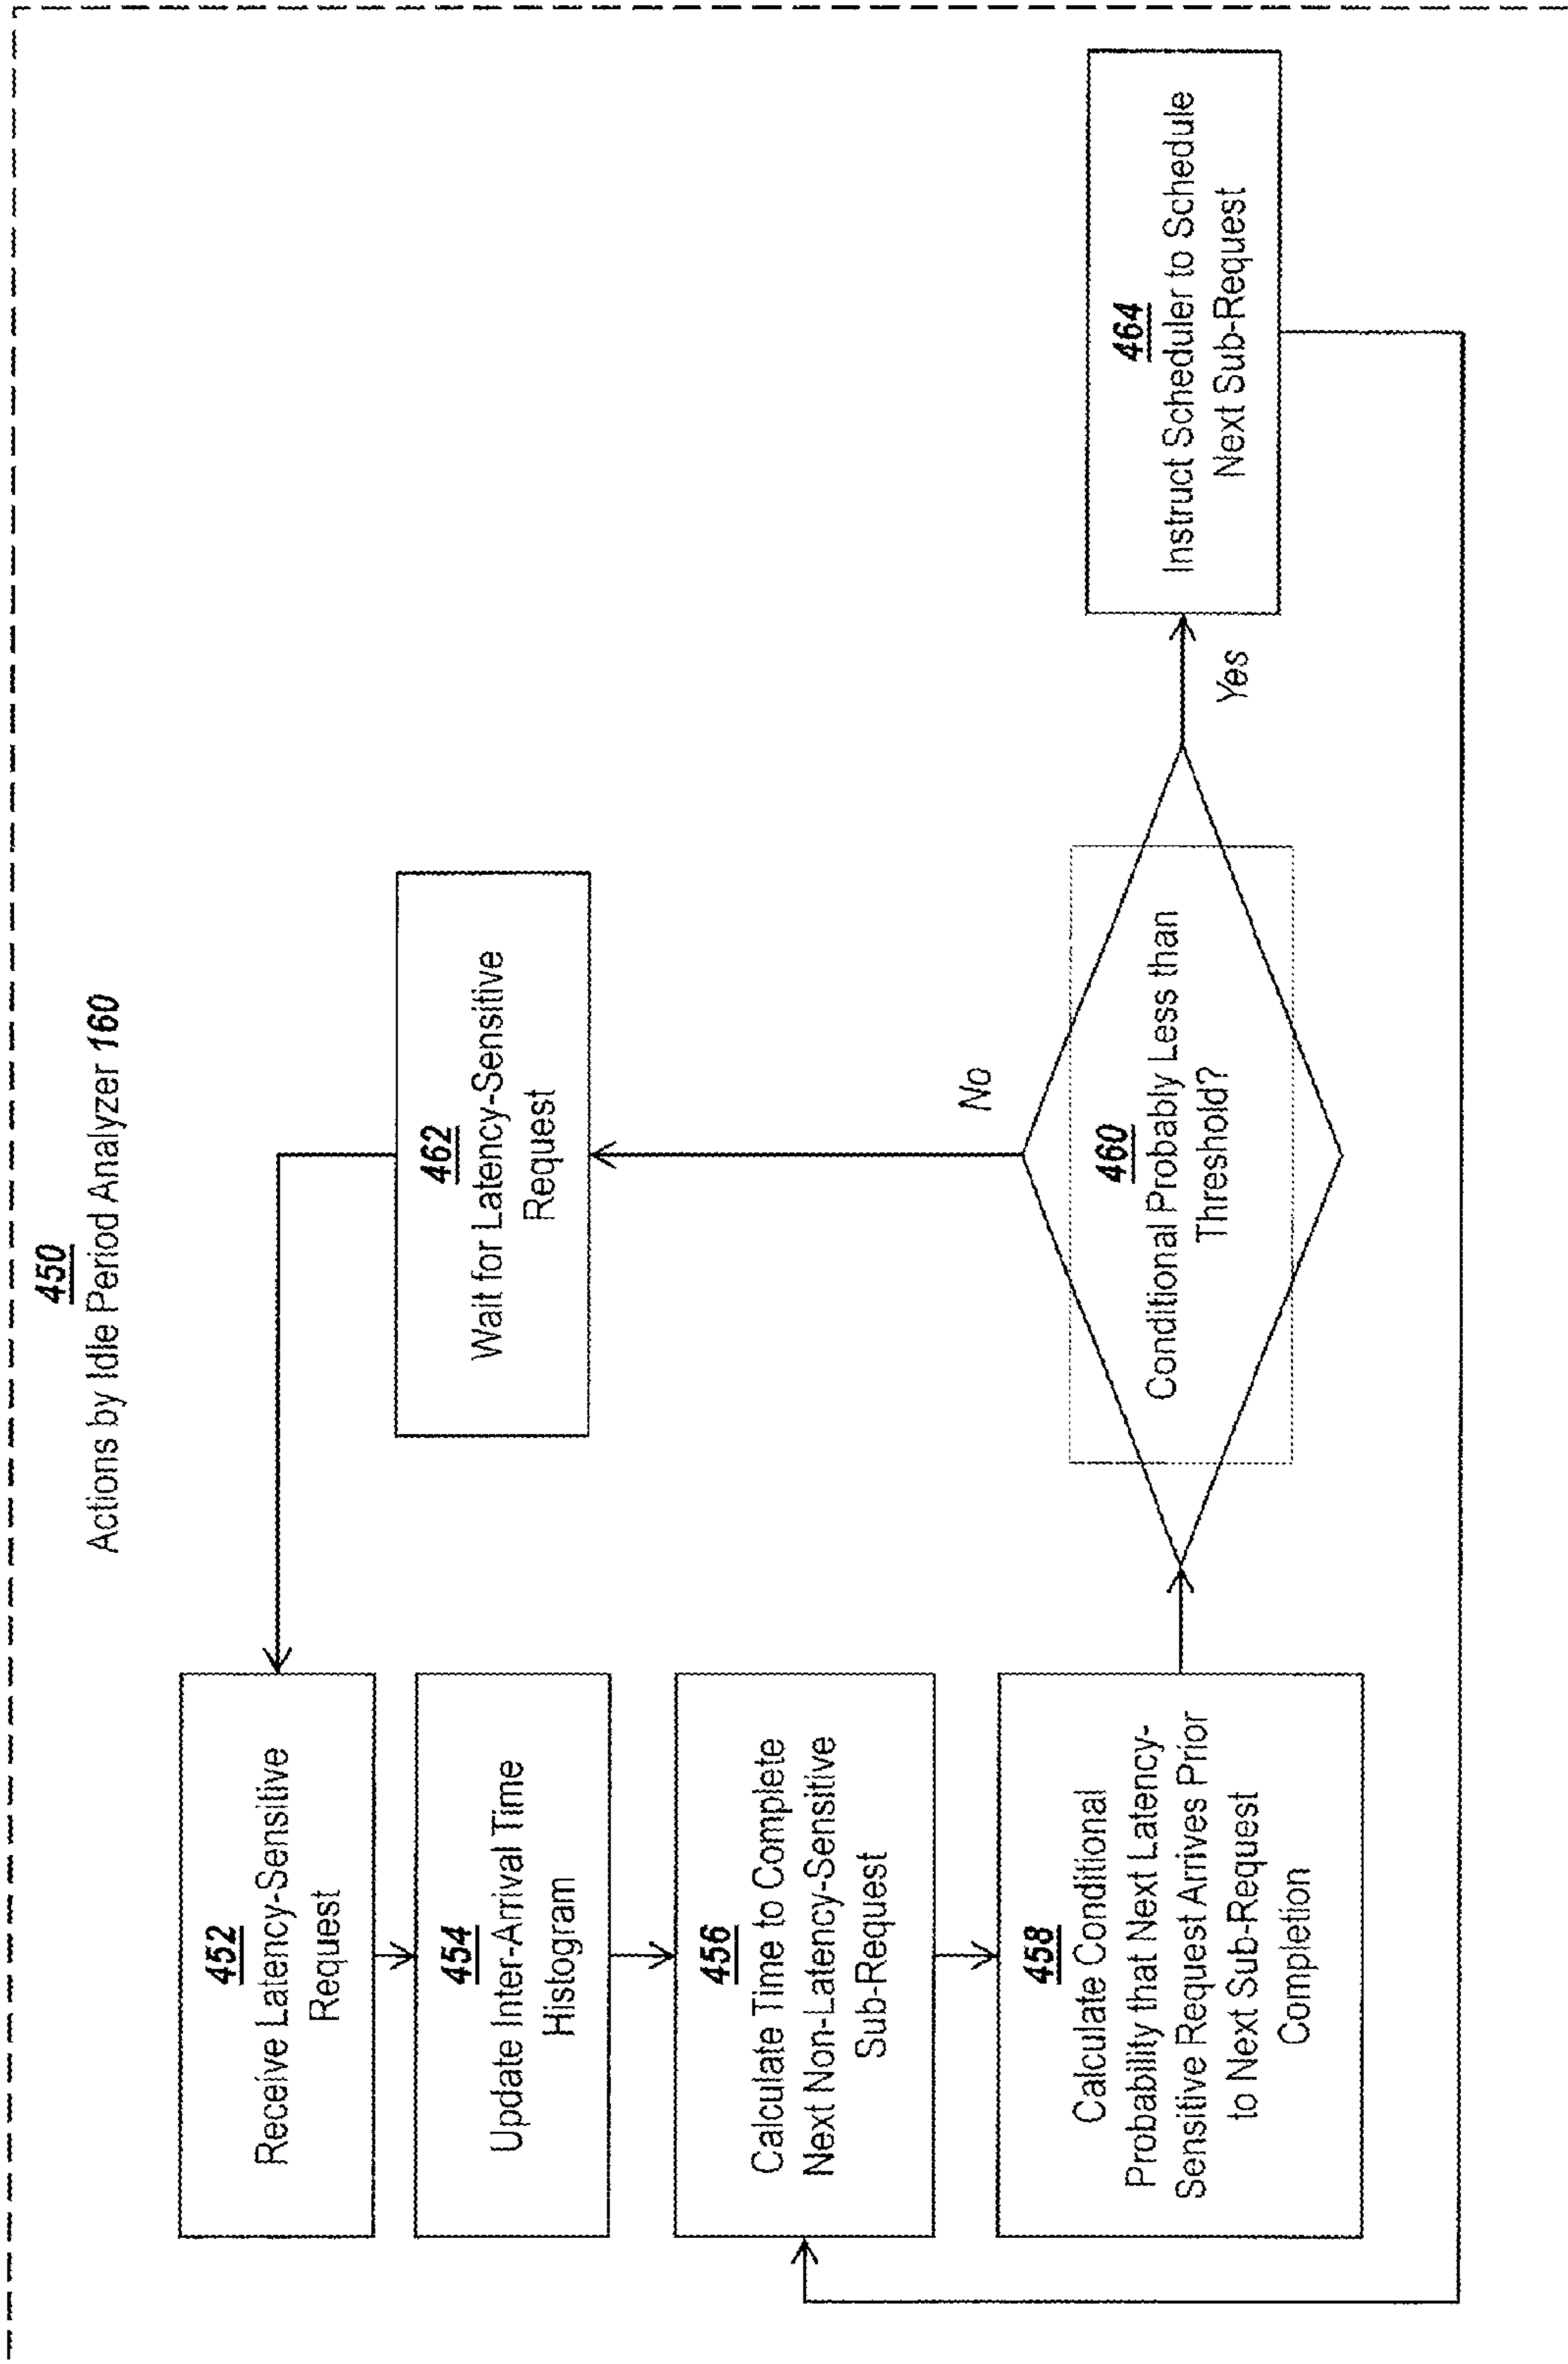 450
Actions by Idle Period Analyzer 160
452
Receive Latency-Sensitive
Request
454
Update Inter-Arrival Time
Histogram
456
Calculate Time to Complete
Next Non-Latency-Sensitive
Sub-Request
458
Calculate Conditional
Probability that Next Latency-
Sensitive Request Arrives Prior
to Next Sub-Request
Completion
460
Conditional Probably Less than
Threshold?
No
462
Wait for Latency-Sensitive
Request
Yes
464
Instruct Scheduler to Schedule
Next Sub-Request